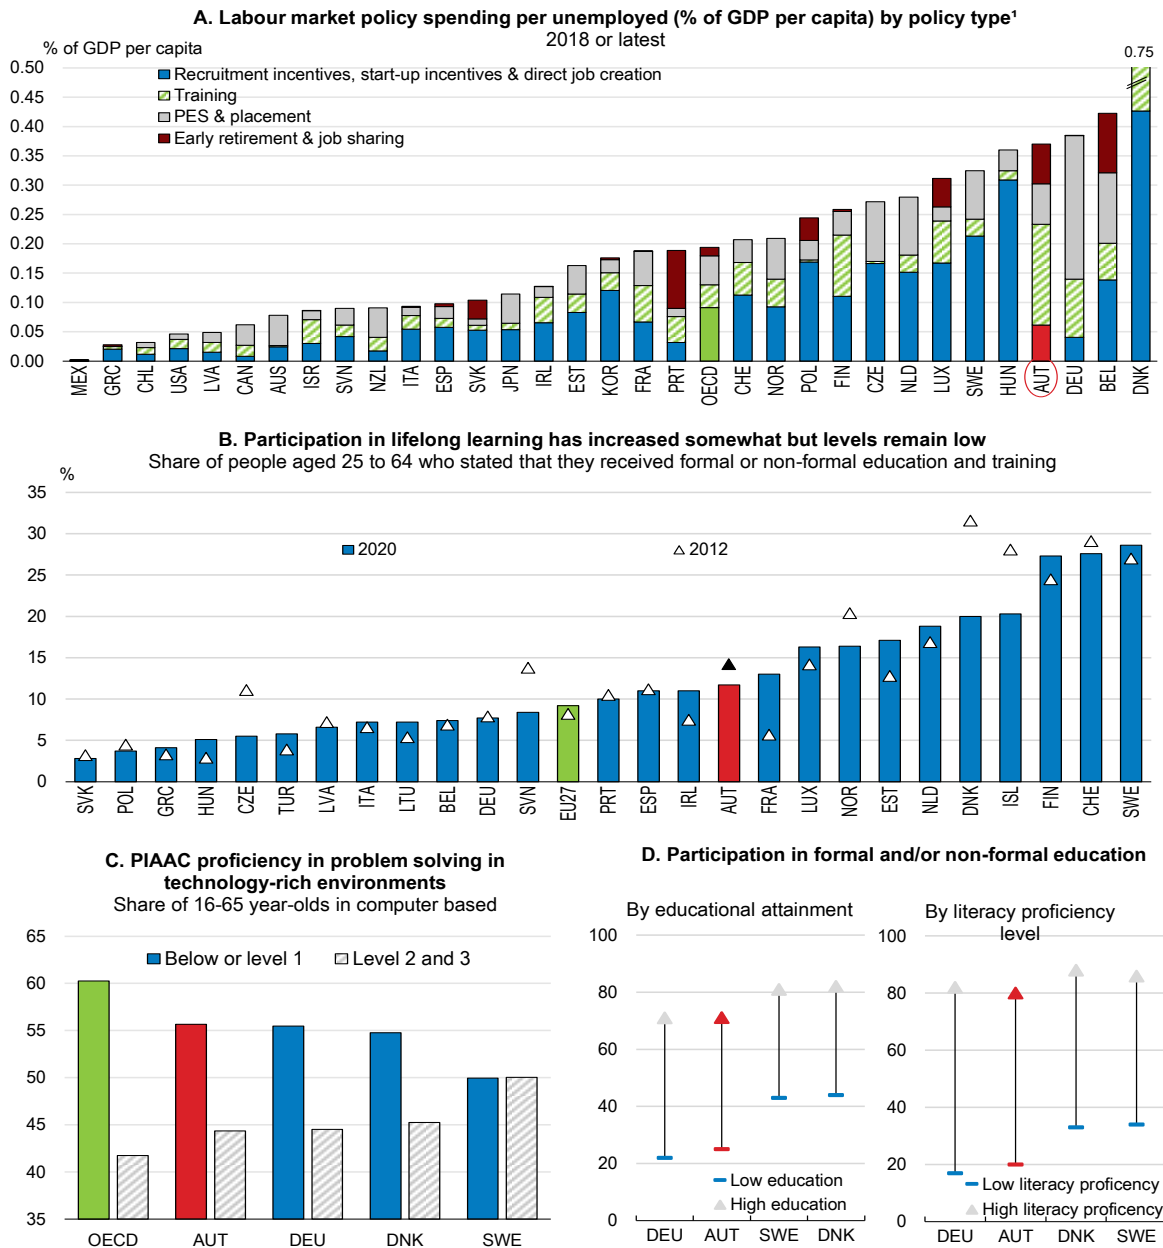 A. Labour market policy spending per unemployed (% of GDP per capita) by policy type¹
2018 or latest
% of GDP per capita
0.75
Recruitment incentives, start-up incentives & direct job creation
Training
PES & placement
Early retirement & job sharing
0.50
0.45
0.40
0.35
0.30
0.25
0.20
0.15
0.10
0.05
0.00
MEX GRC CHL USA LVA CAN AUS ISR SVN NZL ITA ESP SVK JPN IRL EST KOR FRA PRT OECD CHE NOR POL FIN CZE NLD LUX SWE HUN AUT DEU BEL DNK
B. Participation in lifelong learning has increased somewhat but levels remain low
Share of people aged 25 to 64 who stated that they received formal or non-formal education and training
%
2020 2012
35
30
25
20
15
10
5
0
SVK POL GRC HUN CZE TUR LVA ITA LTU BEL DEU SVN EU27 PRT ESP IRL AUT FRA LUX NOR EST NLD DNK ISL FIN CHE SWE
C. PIAAC proficiency in problem solving in
technology-rich environments
Share of 16-65 year-olds in computer based
Below or level 1 Level 2 and 3
65
60
55
50
45
40
35
OECD AUT DEU DNK SWE
D. Participation in formal and/or non-formal education
By educational attainment
100
80
60
40
20
0
Low education
High education
DEU AUT SWE DNK
By literacy proficiency
level
100
80
60
40
20
0
Low literacy proficency
High literacy proficency
DEU AUT DNK SWE